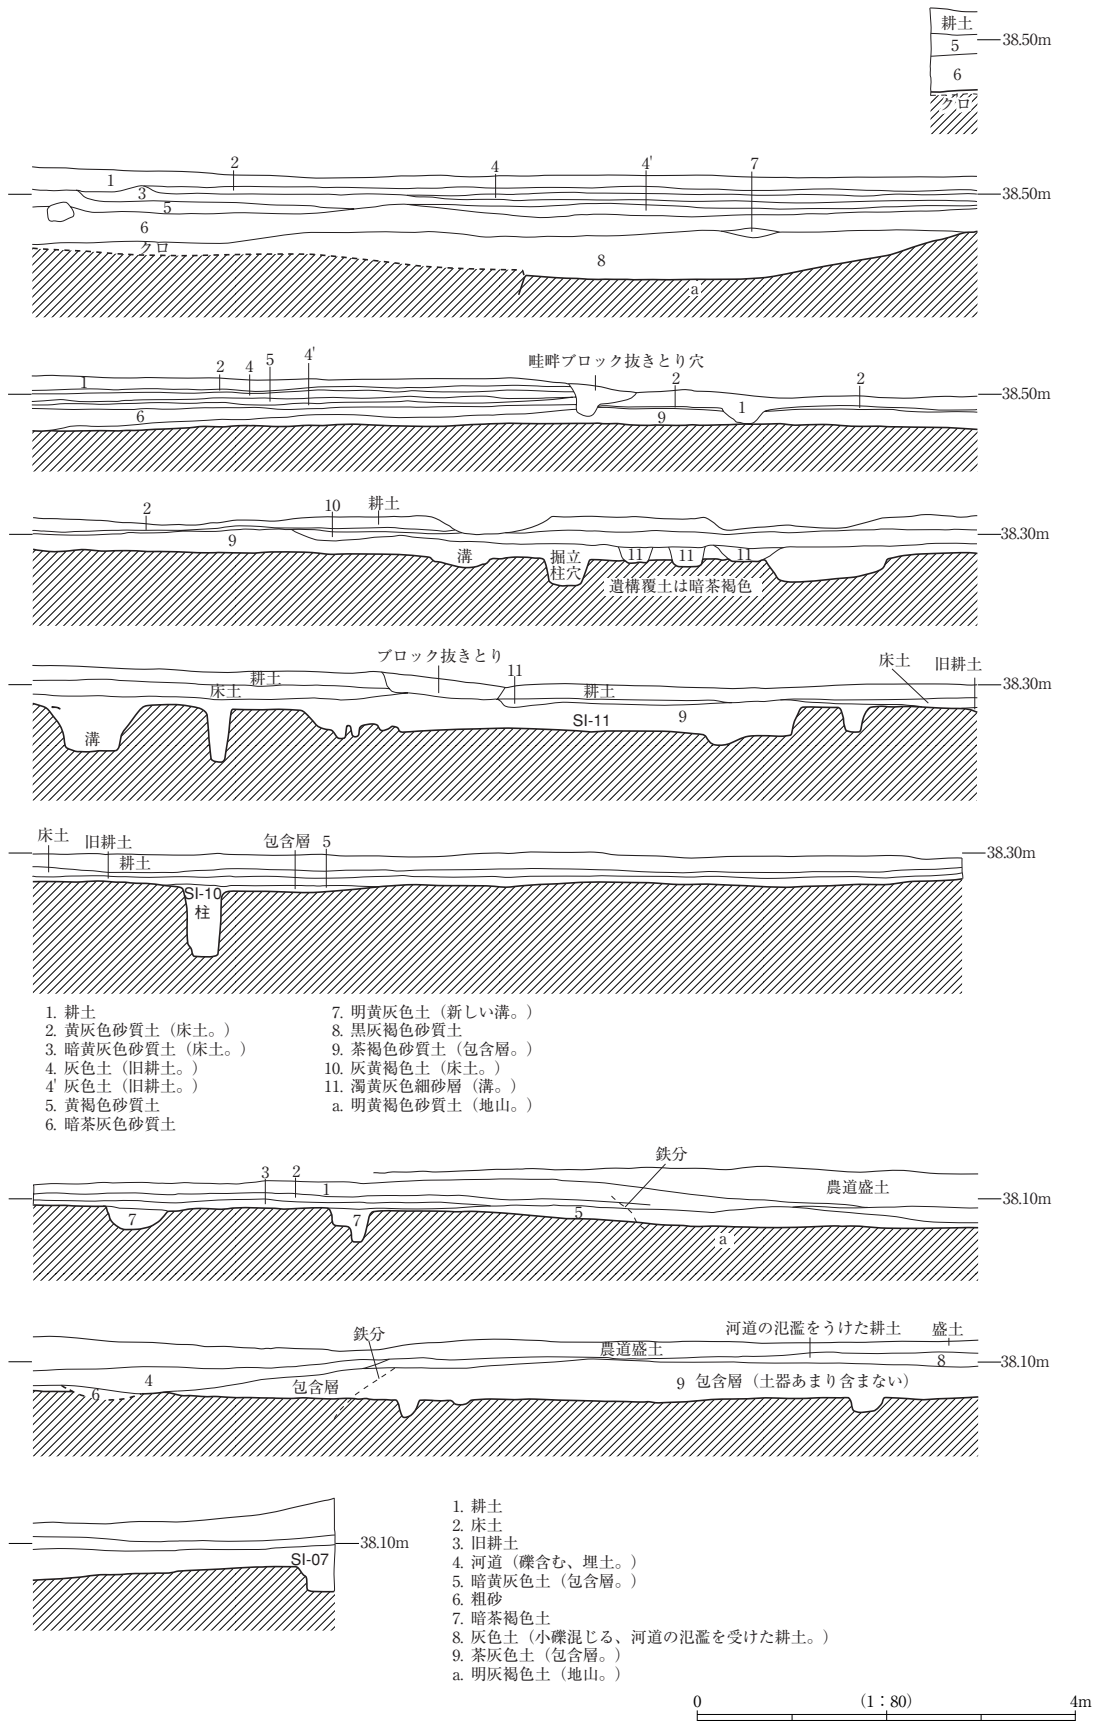 耕土
38.50m
5
6
クロ
2
4
4'
7
1
3
38.50m
5
6
クロ
8
a
2
4
5
4'
畦畔ブロック抜きとり穴
1
2
2
38.50m
6
9
1
2
10
耕土
9
38.30m
溝
掘立
柱穴
11
11
11
遺構覆土は暗茶褐色
ブロック抜きとり
11
床土
旧耕土
耕土
床土
耕土
38.30m
溝
SI-11
9
床土
旧耕土
耕土
包含層
5
38.30m
SI-10
柱
1. 耕土
2. 黄灰色砂質土(床土。)
3. 暗黄灰色砂質土(床土。)
4. 灰色土(旧耕土。)
4' 灰色土(旧耕土。)
5. 黄褐色砂質土
6. 暗茶灰色砂質土
7. 明黄灰色土(新しい溝。)
8. 黒灰褐色砂質土
9. 茶褐色砂質土(包含層。)
10. 灰黄褐色土(床土。)
11. 濁黄灰色細砂層(溝。)
a. 明黄褐色砂質土(地山。)
鉄分
3
2
1
農道盛土
38.10m
7
7
5
a
鉄分
河道の氾濫をうけた耕土
盛土
農道盛土
8
38.10m
4
6
包含層
9 包含層(土器あまり含まない)
38.10m
SI-07
1. 耕土
2. 床土
3. 旧耕土
4. 河道(礫含む、埋土。)
5. 暗黄灰色土(包含層。)
6. 粗砂
7. 暗茶褐色土
8. 灰色土(小礫混じる、河道の氾濫を受けた耕土。)
9. 茶灰色土(包含層。)
a. 明灰褐色土(地山。)
0
(1:80)
4m